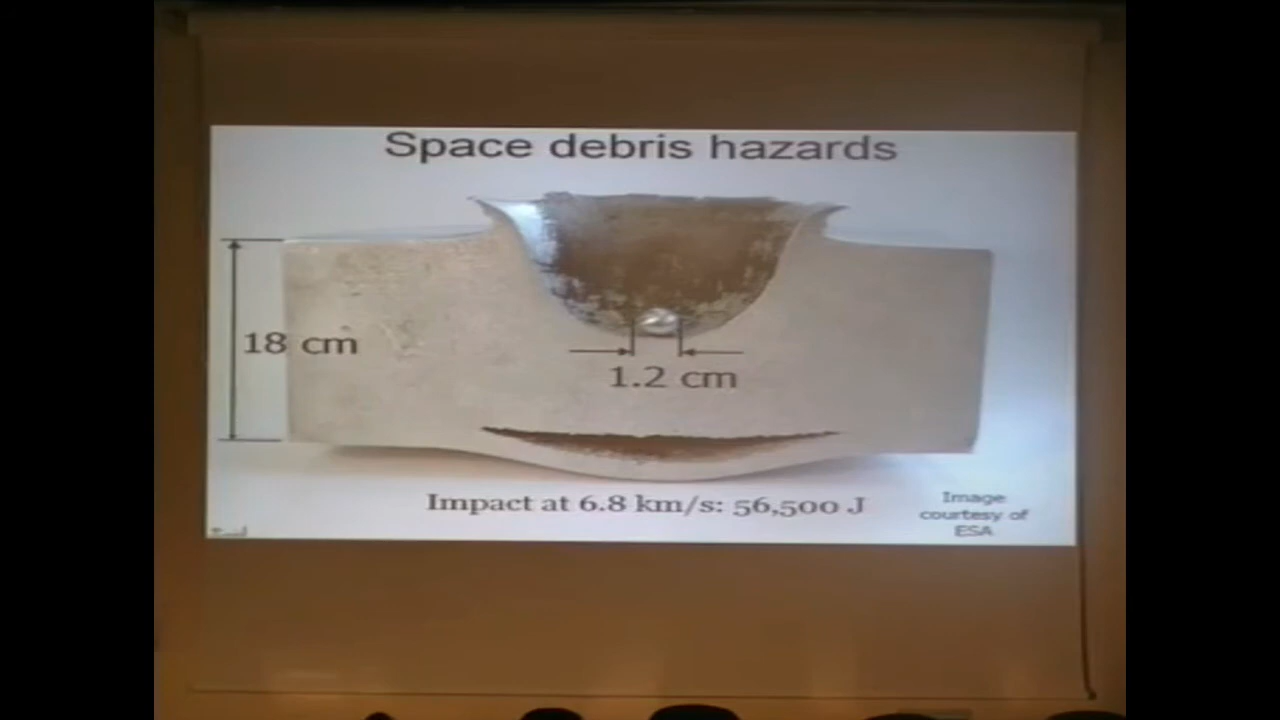 Space debris hazards
18 cm
1.2 cm
Impact at 6.8 km/s: 56,500 J
Image
courtesy of
ESA